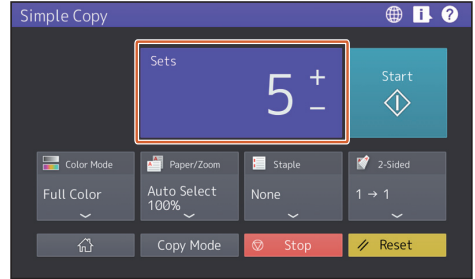 Simple Copy
Sets
5
Start
Color Mode
Full Color
Paper/Zoom
Auto Select
100%
Staple
None
2-Sided
1 → 1
Copy Mode
Stop
Reset